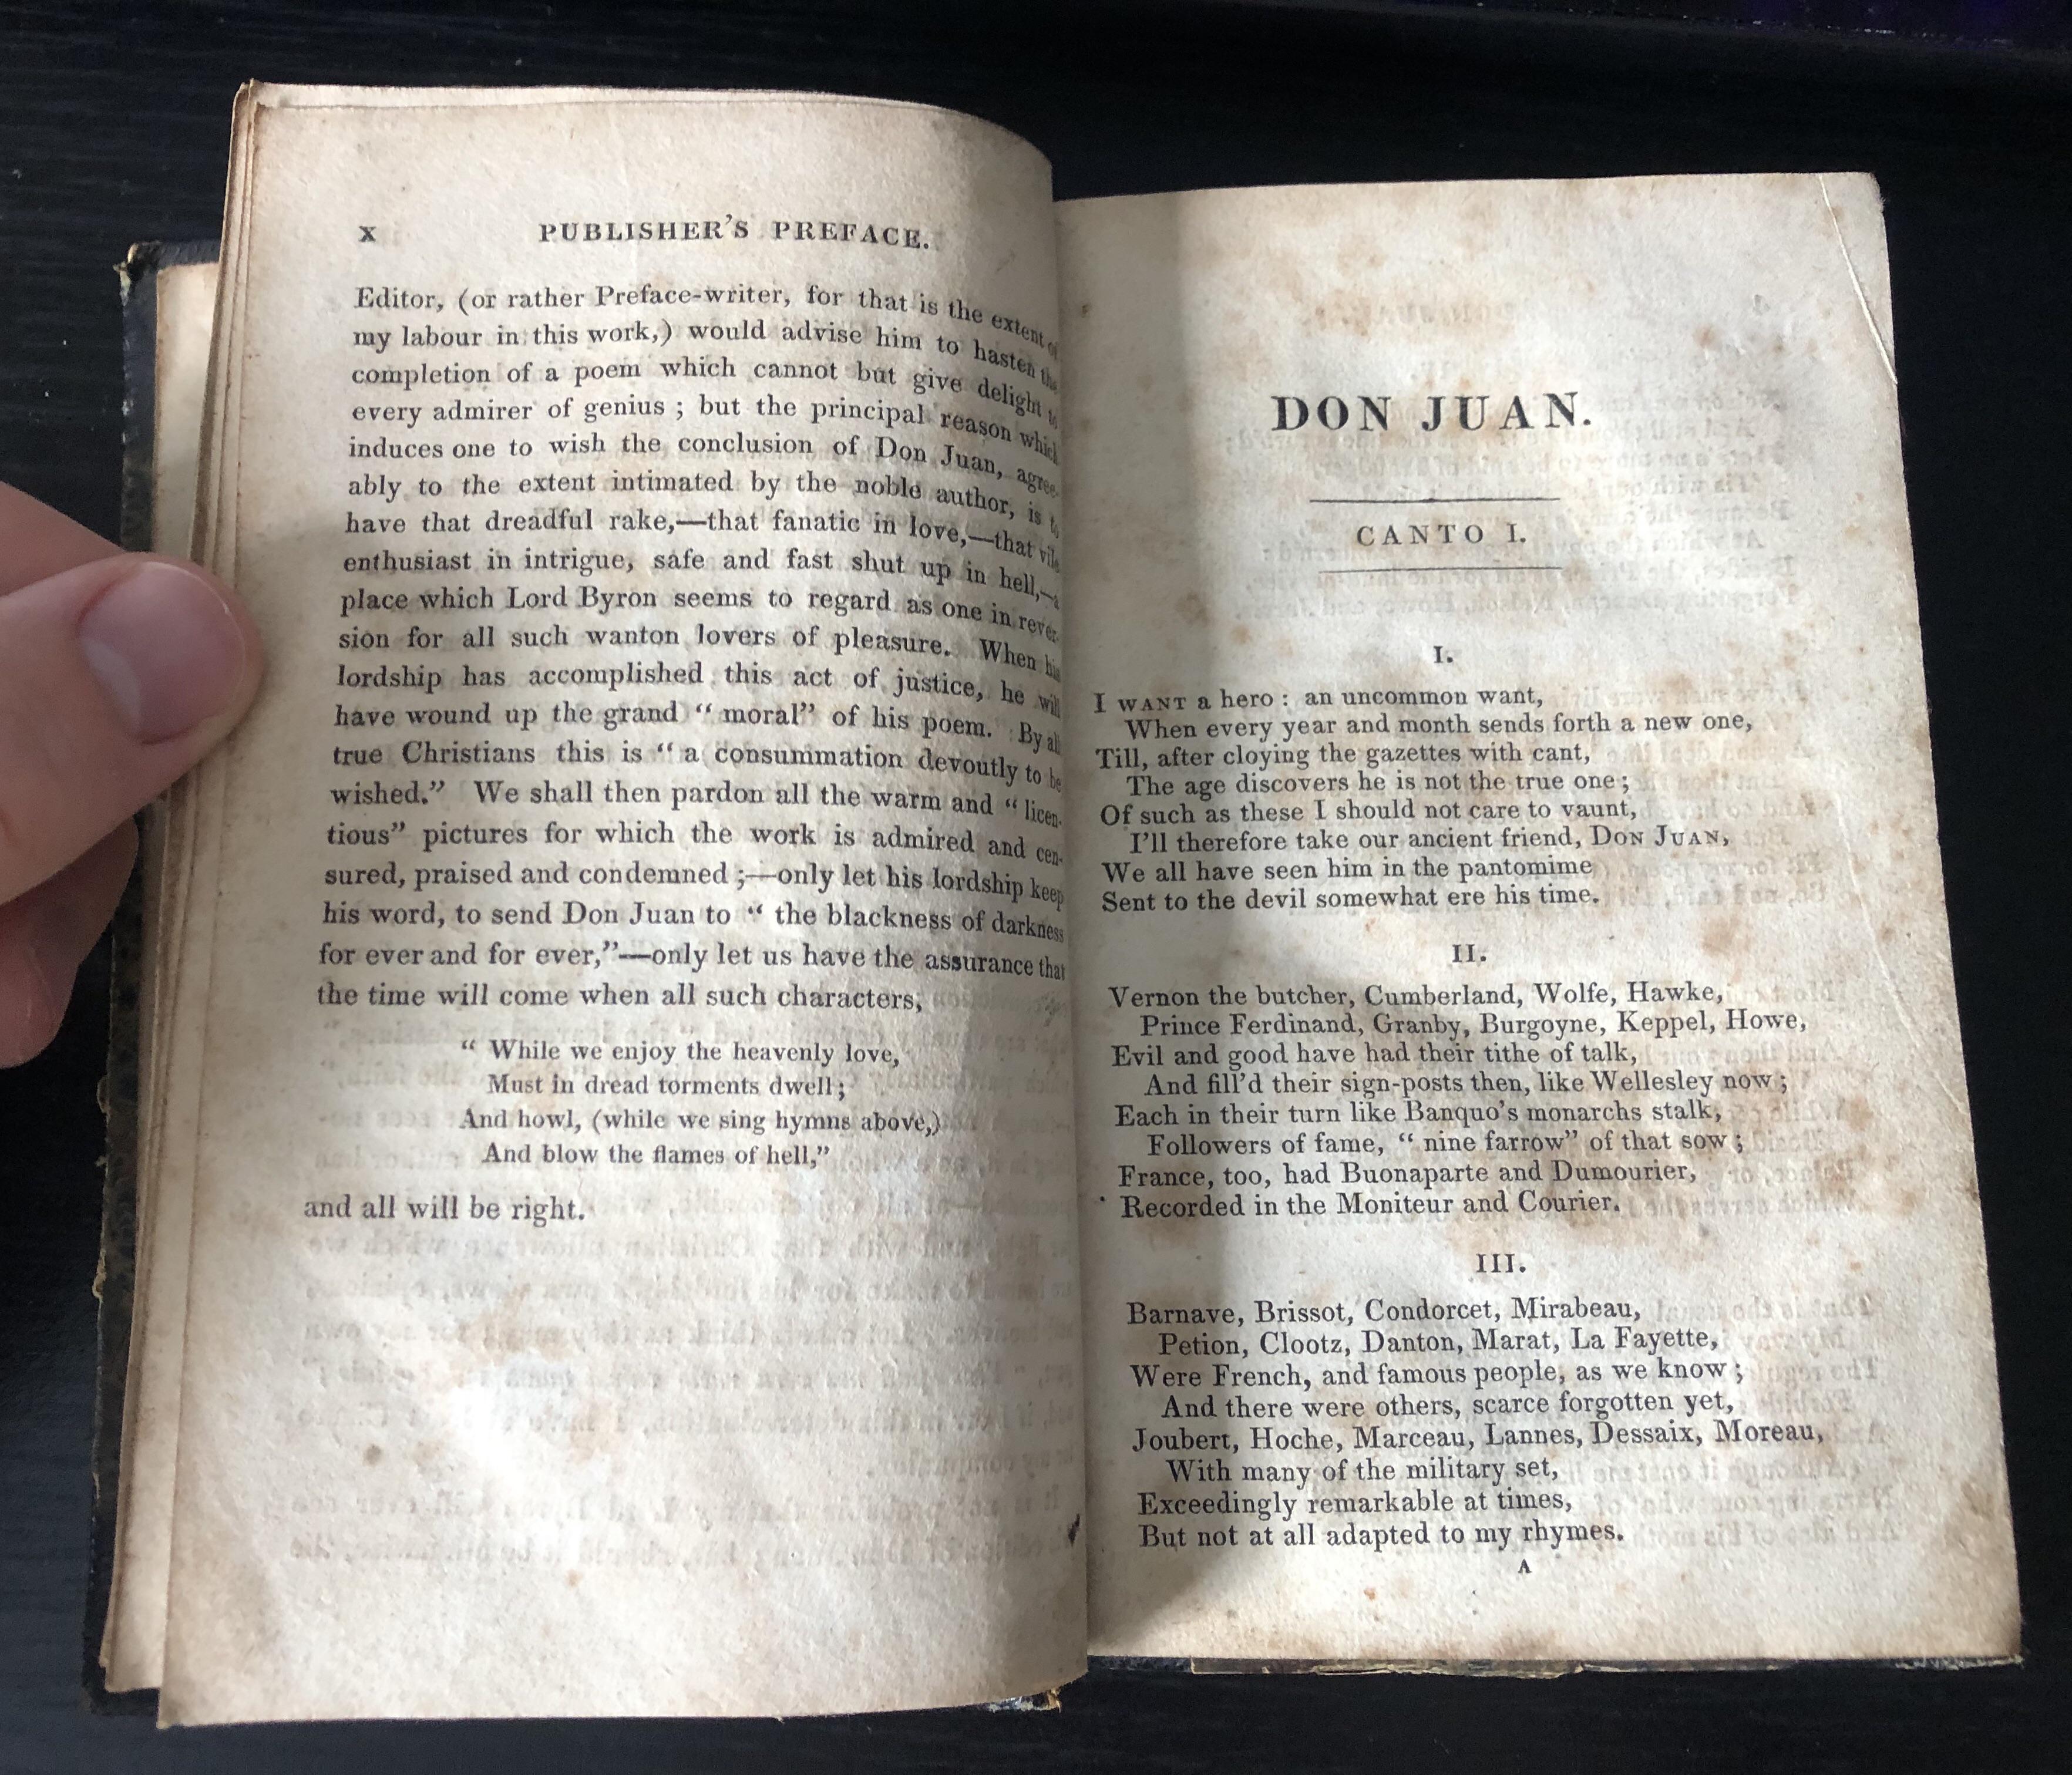 x PUBLISHER'S PREFACE.
Editor, (or rather Preface-writer, for that is the extent of
my labour in this work,) would advise him to hasten the
completion of a poem which cannot but give delight to
every admirer of genius ; but the principal reason which
induces one to wish the conclusion of Don Juan, agree-
ably to the extent intimated by the noble author, is to
have that dreadful rake,—that fanatic in love,—that vile
enthusiast in intrigue, safe and fast shut up in hell,—a
place which Lord Byron seems to regard as one in rever-
sion for all such wanton lovers of pleasure. When his
lordship has accomplished this act of justice, he will
have wound up the grand “ moral” of his poem. By all
true Christians this is “ a consummation devoutly to be
wished.” We shall then pardon all the warm and “ licen-
tious” pictures for which the work is admired and cen-
sured, praised and condemned ;—only let his lordship keep
his word, to send Don Juan to “ the blackness of darkness
for ever and for ever,”—only let us have the assurance that
the time will come when all such characters,
“ While we enjoy the heavenly love,
Must in dread torments dwell ;
And howl, (while we sing hymns above,)
And blow the flames of hell,”
and all will be right.
DON JUAN.
CANTO I.
I.
I WANT a hero : an uncommon want,
When every year and month sends forth a new one,
Till, after cloying the gazettes with cant,
The age discovers he is not the true one ;
Of such as these I should not care to vaunt,
I'll therefore take our ancient friend, DON JUAN,
We all have seen him in the pantomime
Sent to the devil somewhat ere his time.
II.
Vernon the butcher, Cumberland, Wolfe, Hawke,
Prince Ferdinand, Granby, Burgoyne, Keppel, Howe,
Evil and good have had their tithe of talk,
And fill'd their sign-posts then, like Wellesley now ;
Each in their turn like Banquo's monarchs stalk,
Followers of fame, “ nine farrow” of that sow ;
France, too, had Buonaparte and Dumourier,
Recorded in the Moniteur and Courier.
III.
Barnave, Brissot, Condorcet, Mirabeau,
Petion, Clootz, Danton, Marat, La Fayette,
Were French, and famous people, as we know ;
And there were others, scarce forgotten yet,
Joubert, Hoche, Marceau, Lannes, Dessaix, Moreau,
With many of the military set,
Exceedingly remarkable at times,
But not at all adapted to my rhymes.
A